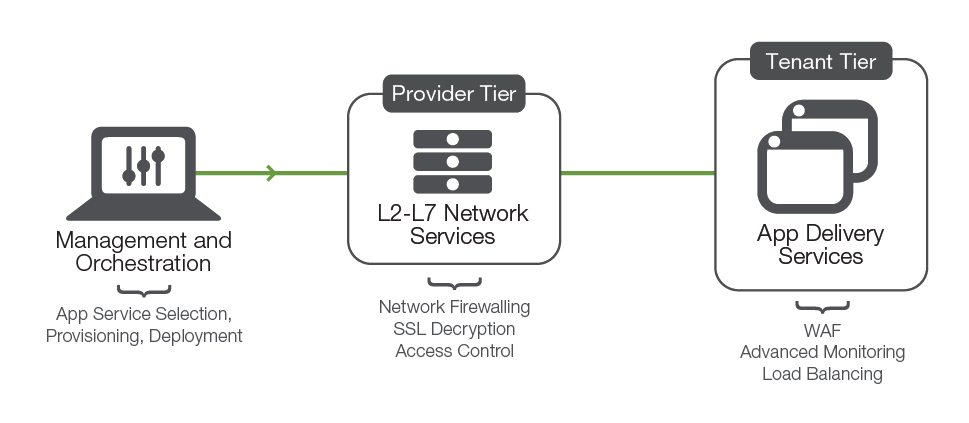 Management and
Orchestration
App Service Selection,
Provisioning, Deployment
Provider Tier
L2-L7 Network
Services
Network Firewalling
SSL Decryption
Access Control
Tenant Tier
App Delivery
Services
WAF
Advanced Monitoring
Load Balancing